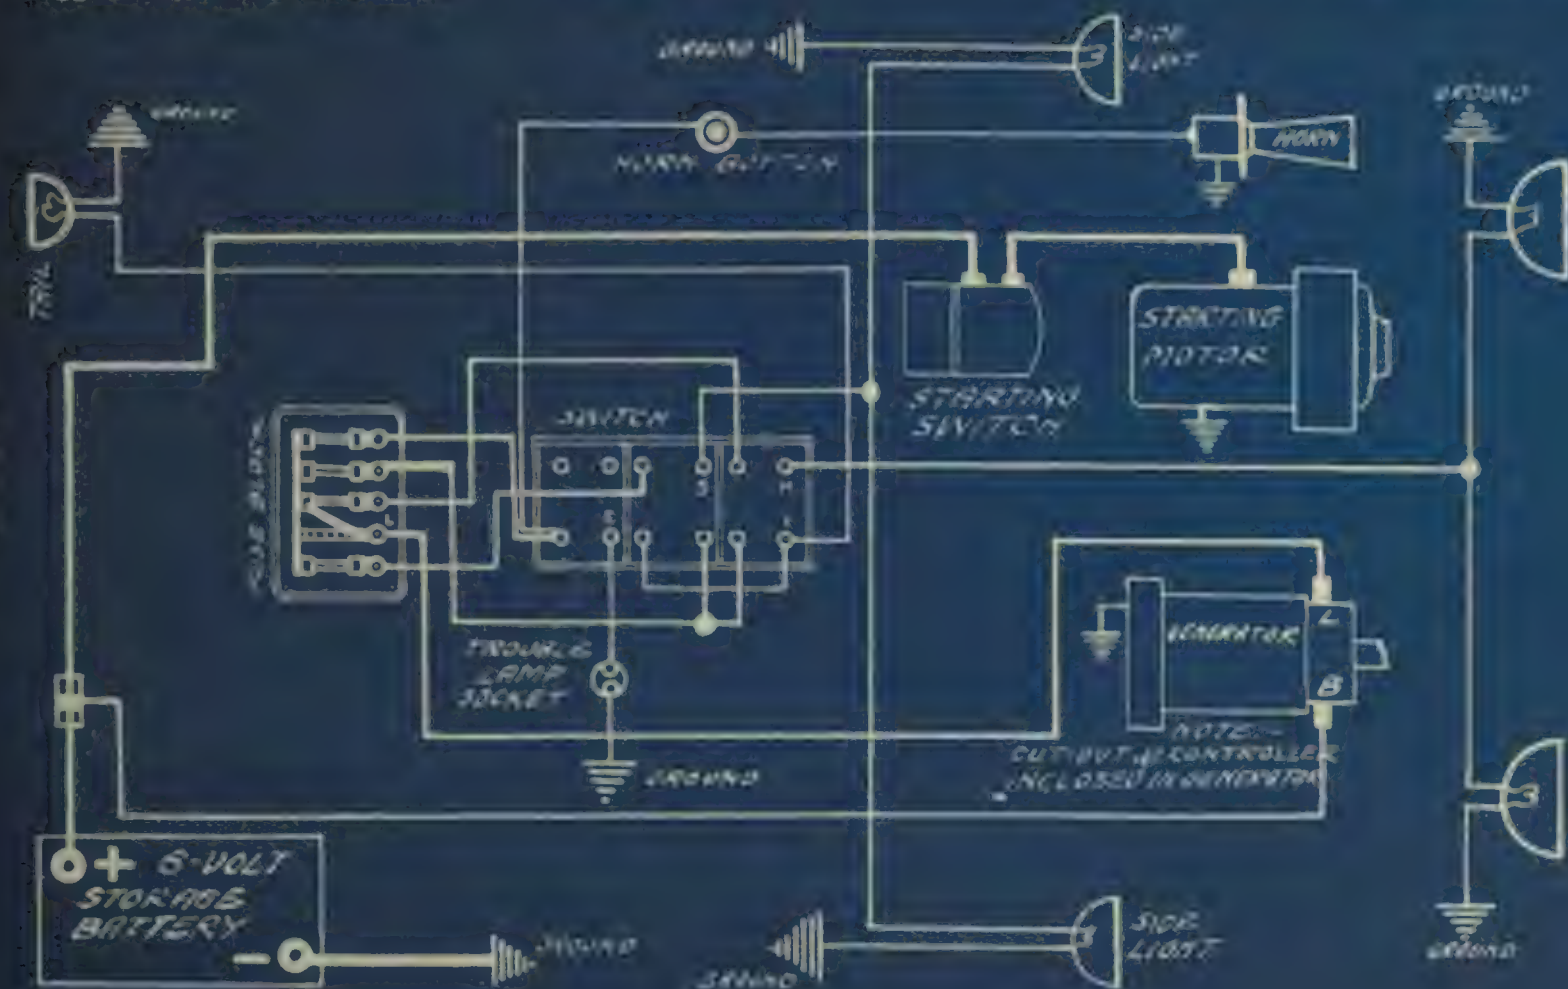 GROUND
SIDE
LIGHT
GROUND
GROUND
HORN BUTTON
HORN
TAIL
STARTING
MOTOR
STARTING
SWITCH
SWITCH
FUSE BLOCK
TROUBLE
LAMP
SOCKET
GENERATOR
L
B
NOTE—
CUT-OUT & CONTROLLER
INCLOSED IN GENERATOR
GROUND
+ 6-VOLT
STORAGE
BATTERY
-
GROUND
GROUND
SIDE
LIGHT
GROUND